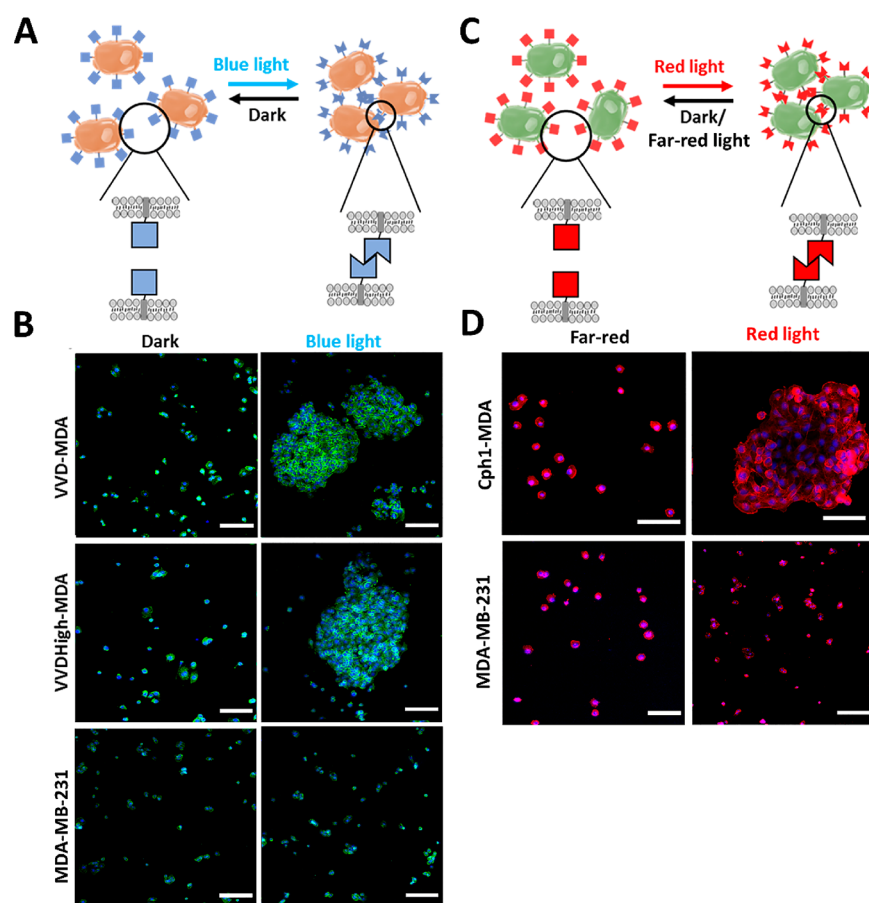 A
Blue light
Dark
C
Red light
Dark/
Far-red light
B
Dark
Blue light
VVD-MDA
VVDHigh-MDA
MDA-MB-231
D
Far-red
Red light
Cph1-MDA
MDA-MB-231